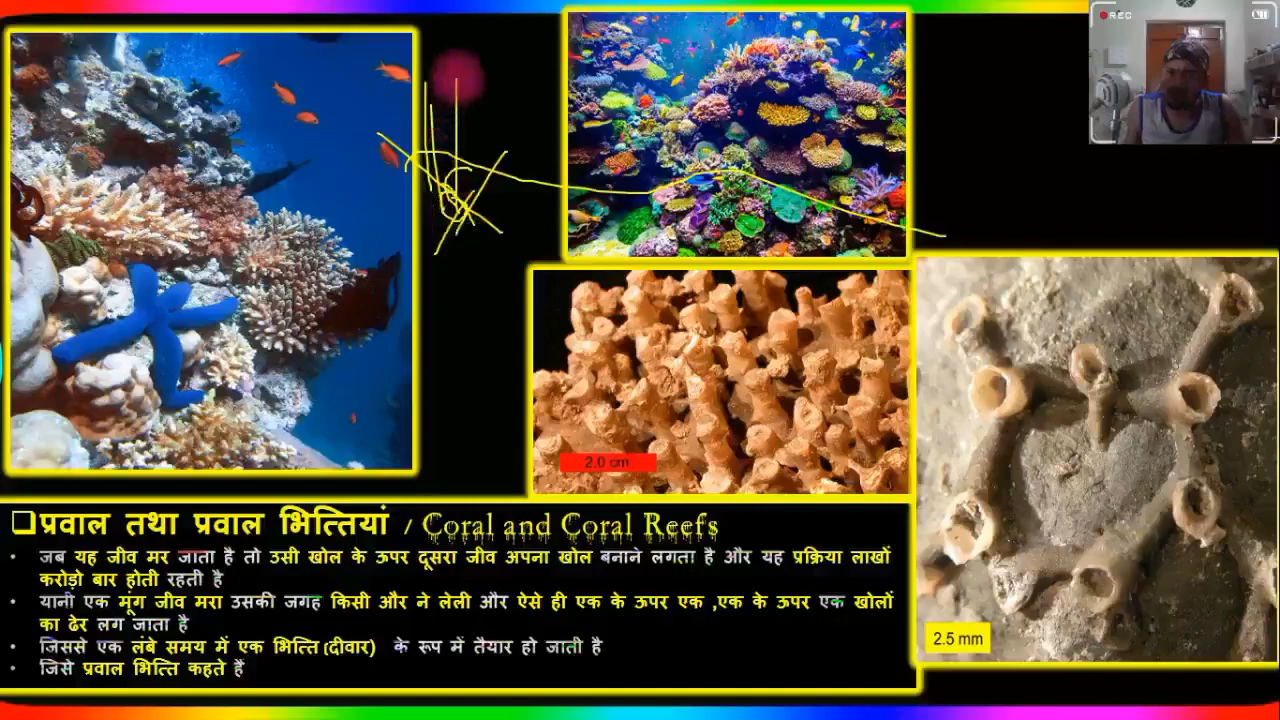 REC
2.0 cm
2.5 mm
प्रवाल तथा प्रवाल भित्तियां / Coral and Coral Reefs
• जब यह जीव मर जाता है तो उसी खोल के ऊपर दूसरा जीव अपना खोल बनाने लगता है और यह प्रक्रिया लाखों
करोड़ो बार होती रहती है
• यानी एक मूंग जीव मरा उसकी जगह किसी और ने लेली और ऐसे ही एक के ऊपर एक ,एक के ऊपर एक खोलों
का ढेर लग जाता है
• जिससे एक लंबे समय में एक भित्ति (दीवार) के रूप में तैयार हो जाती है
• जिसे प्रवाल भित्ति कहते हैं